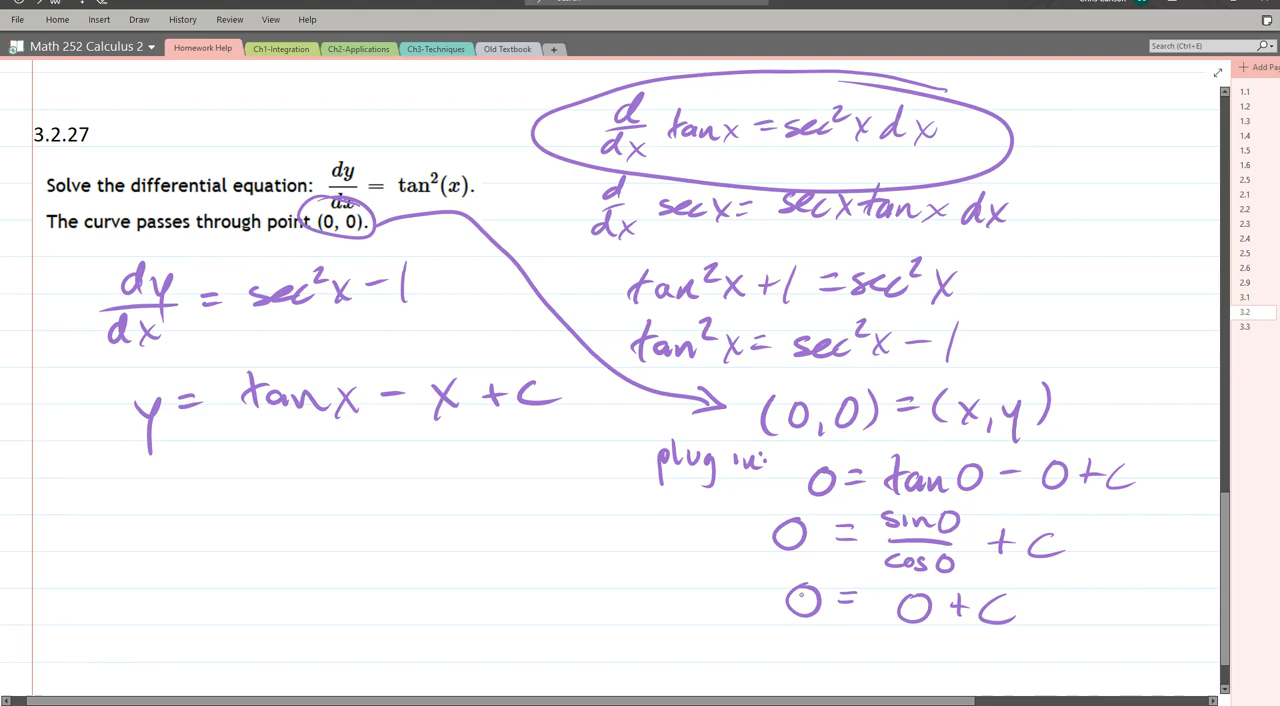 File Home Insert Draw History Review View Help
Math 252 Calculus 2 Homework Help Ch1-Integration Ch2-Applications Ch3-Techniques Old Textbook + Search (Ctrl+E)
+ Add Pag
1.1
1.2
1.3
1.4
1.5
1.6
2.5
2.1
2.2
2.3
2.4
2.6
2.9
3.1
3.2
3.3
3.2.27
Solve the differential equation: dy/dx = tan²(x).
The curve passes through point (0, 0).
dy/dx = sec²x - 1
y = tan x - x + c
d/dx tan x = sec²x dx
d/dx sec x = sec x tan x dx
tan²x + 1 = sec²x
tan²x = sec²x - 1
(0,0) = (x,y)
plug in: 0 = tan 0 - 0 + c
0 = sin 0/cos 0 + c
0 = 0 + c